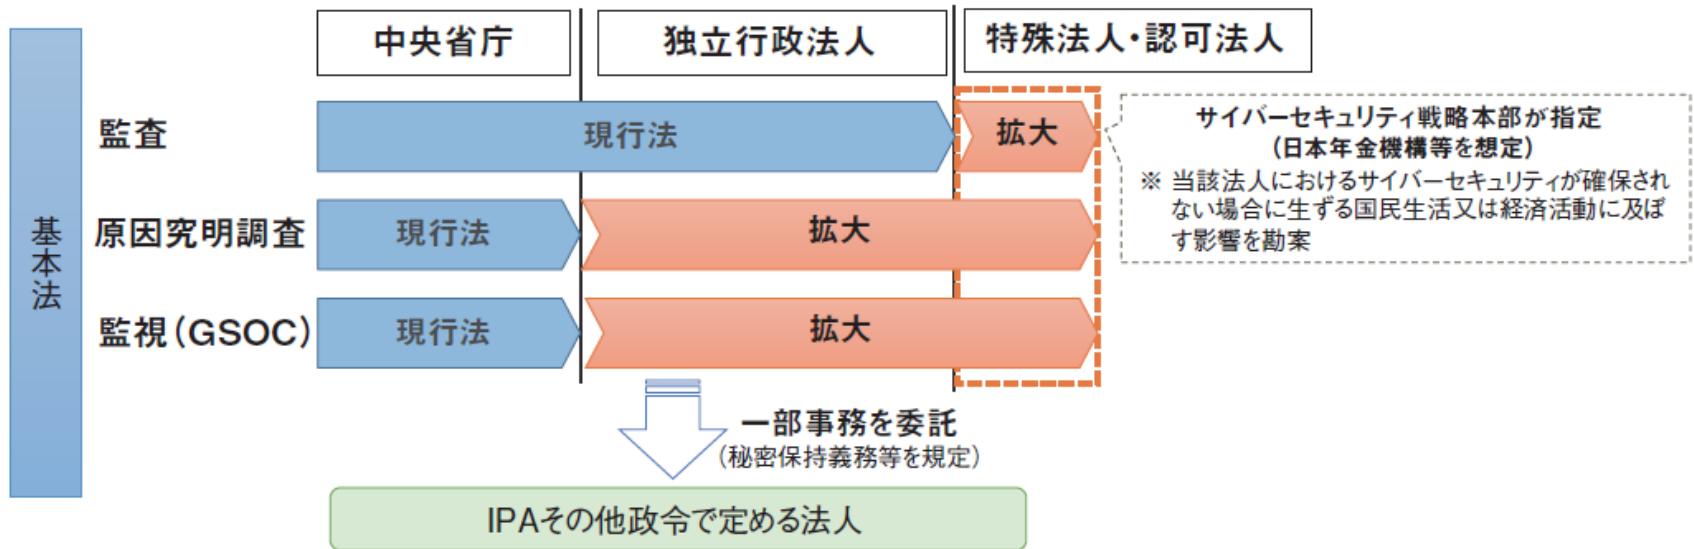 中央省庁
独立行政法人
特殊法人・認可法人
基本法
監査
現行法
拡大
原因究明調査
現行法
拡大
監視(GSOC)
現行法
拡大
サイバーセキュリティ戦略本部が指定
(日本年金機構等を想定)
※ 当該法人におけるサイバーセキュリティが確保され
ない場合に生ずる国民生活又は経済活動に及ぼ
す影響を勘案
一部事務を委託
(秘密保持義務等を規定)
IPAその他政令で定める法人